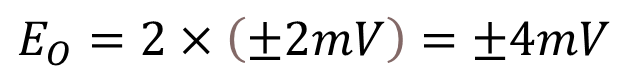 E_O = 2 × (±2mV) = ±4mV